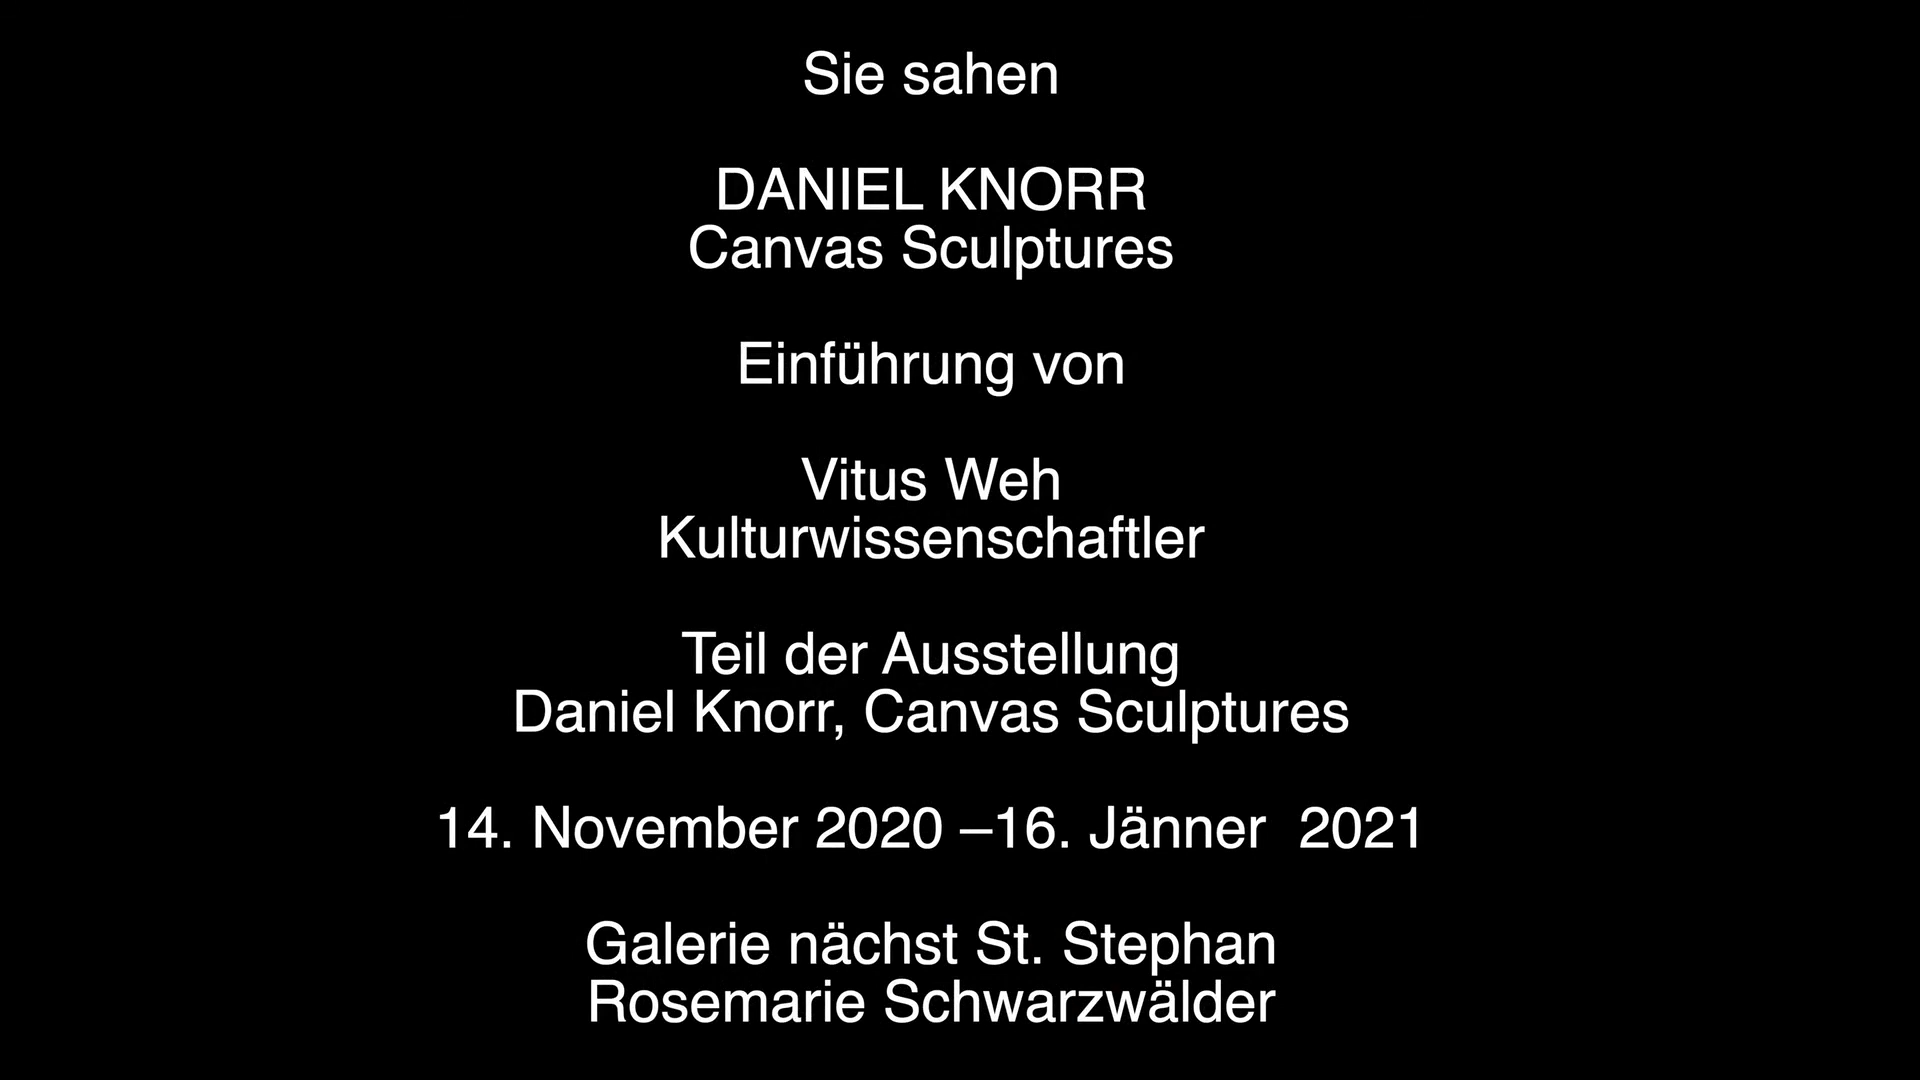 Sie sahen
DANIEL KNORR
Canvas Sculptures
Einführung von
Vitus Weh
Kulturwissenschaftler
Teil der Ausstellung
Daniel Knorr, Canvas Sculptures
14. November 2020 –16. Jänner  2021
Galerie nächst St. Stephan
Rosemarie Schwarzwälder